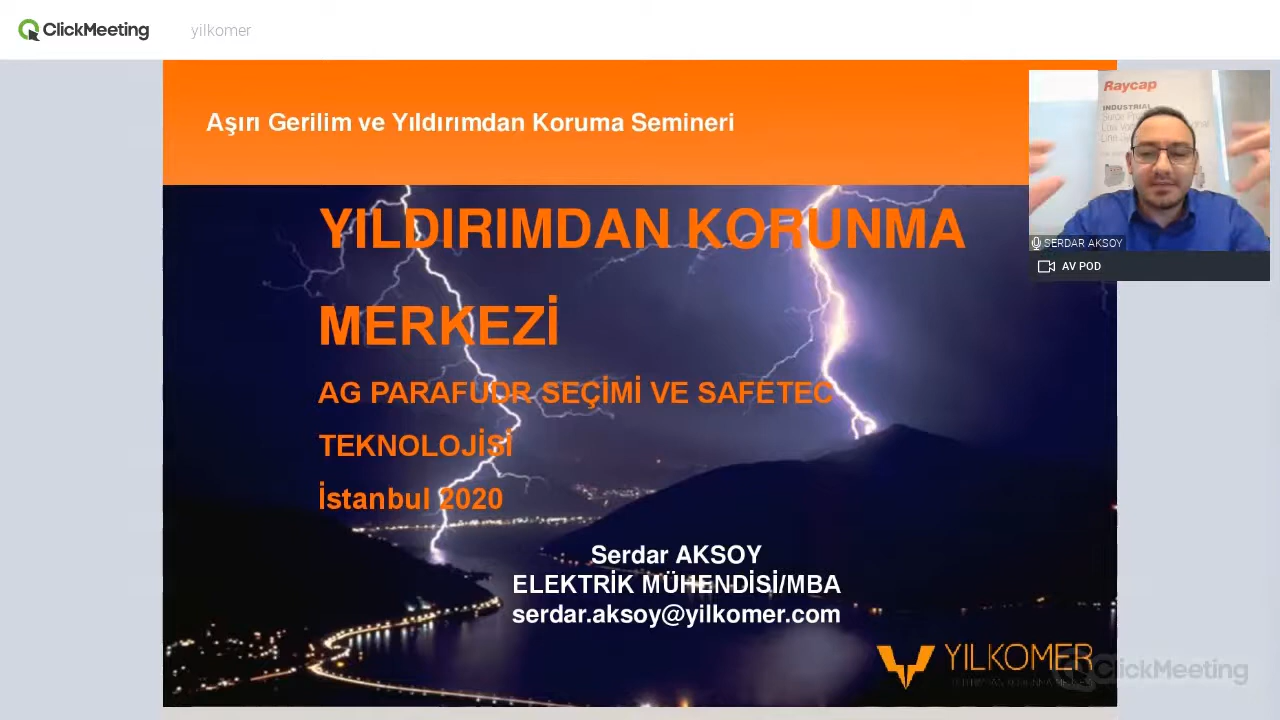 ClickMeeting
yilkomer
Aşırı Gerilim ve Yıldırımdan Koruma Semineri
Raycap
INDUSTRIAL
SERDAR AKSOY
AV POD
YILDIRIMDAN KORUNMA
MERKEZİ
AG PARAFUDR SEÇİMİ VE SAFETEC
TEKNOLOJİSİ
İstanbul 2020
Serdar AKSOY
ELEKTRİK MÜHENDİSİ/MBA
serdar.aksoy@yilkomer.com
YILKOMER
ClickMeeting